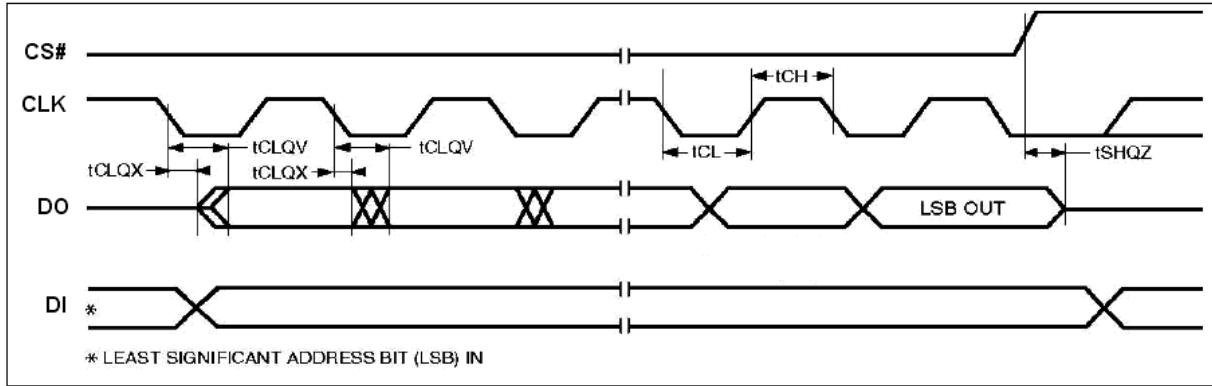 CS#
tCH
CLK
tCLQV
tCLQV
tCL
tCLQX
tCLQX
tSHQZ
DO
LSB OUT
DI
*
* LEAST SIGNIFICANT ADDRESS BIT (LSB) IN